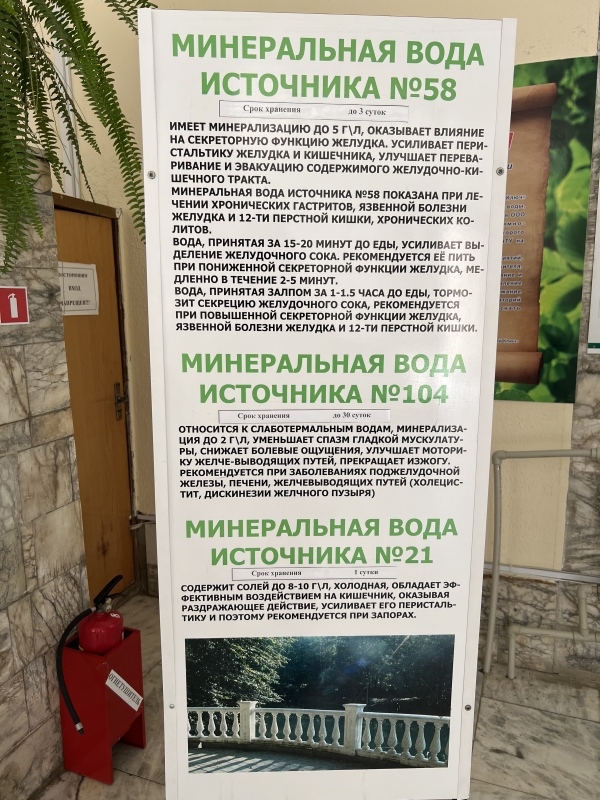 МИНЕРАЛЬНАЯ ВОДА
ИСТОЧНИКА №58
Срок хранения до 3 суток
ИМЕЕТ МИНЕРАЛИЗАЦИЮ ДО 5 Г\Л, ОКАЗЫВАЕТ ВЛИЯНИЕ
НА СЕКРЕТОРНУЮ ФУНКЦИЮ ЖЕЛУДКА. УСИЛИВАЕТ ПЕРИ-
СТАЛЬТИКУ ЖЕЛУДКА И КИШЕЧНИКА, УЛУЧШАЕТ ПЕРЕВА-
РИВАНИЕ И ЭВАКУАЦИЮ СОДЕРЖИМОГО ЖЕЛУДОЧНО-КИ-
ШЕЧНОГО ТРАКТА.
МИНЕРАЛЬНАЯ ВОДА ИСТОЧНИКА №58 ПОКАЗАНА ПРИ ЛЕ-
ЧЕНИИ ХРОНИЧЕСКИХ ГАСТРИТОВ, ЯЗВЕННОЙ БОЛЕЗНИ
ЖЕЛУДКА И 12-ТИ ПЕРСТНОЙ КИШКИ, ХРОНИЧЕСКИХ КО-
ЛИТОВ.
ВОДА, ПРИНЯТАЯ ЗА 15-20 МИНУТ ДО ЕДЫ, УСИЛИВАЕТ ВЫ-
ДЕЛЕНИЕ ЖЕЛУДОЧНОГО СОКА. РЕКОМЕНДУЕТСЯ ЕЁ ПИТЬ
ПРИ ПОНИЖЕННОЙ СЕКРЕТОРНОЙ ФУНКЦИИ ЖЕЛУДКА, МЕ-
ДЛЕННО В ТЕЧЕНИЕ 2-5 МИНУТ.
ВОДА, ПРИНЯТАЯ ЗАЛПОМ ЗА 1-1.5 ЧАСА ДО ЕДЫ, ТОРМО-
ЗИТ СЕКРЕЦИЮ ЖЕЛУДОЧНОГО СОКА, РЕКОМЕНДУЕТСЯ
ПРИ ПОВЫШЕННОЙ СЕКРЕТОРНОЙ ФУНКЦИИ ЖЕЛУДКА,
ЯЗВЕННОЙ БОЛЕЗНИ ЖЕЛУДКА И 12-ТИ ПЕРСТНОЙ КИШКИ.
МИНЕРАЛЬНАЯ ВОДА
ИСТОЧНИКА №104
Срок хранения до 30 суток
ОТНОСИТСЯ К СЛАБОТЕРМАЛЬНЫМ ВОДАМ, МИНЕРАЛИЗА-
ЦИЯ ДО 2 Г\Л, УМЕНЬШАЕТ СПАЗМ ГЛАДКОЙ МУСКУЛАТУ-
РЫ, СНИЖАЕТ БОЛЕВЫЕ ОЩУЩЕНИЯ, УЛУЧШАЕТ МОТОРИ-
КУ ЖЕЛЧЕ-ВЫВОДЯЩИХ ПУТЕЙ, ПРЕКРАЩАЕТ ИЗЖОГУ.
РЕКОМЕНДУЕТСЯ ПРИ ЗАБОЛЕВАНИЯХ ПОДЖЕЛУДОЧНОЙ
ЖЕЛЕЗЫ, ПЕЧЕНИ, ЖЕЛЧЕВЫВОДЯЩИХ ПУТЕЙ (ХОЛЕЦИС-
ТИТ, ДИСКИНЕЗИИ ЖЕЛЧНОГО ПУЗЫРЯ)
МИНЕРАЛЬНАЯ ВОДА
ИСТОЧНИКА №21
Срок хранения 1 сутки
СОДЕРЖИТ СОЛЕЙ ДО 8-10 Г\Л, ХОЛОДНАЯ, ОБЛАДАЕТ ЭФ-
ФЕКТИВНЫМ ВОЗДЕЙСТВИЕМ НА КИШЕЧНИК, ОКАЗЫВАЯ
РАЗДРАЖАЮЩЕЕ ДЕЙСТВИЕ, УСИЛИВАЕТ ЕГО ПЕРИСТАЛЬ-
ТИКУ И ПОЭТОМУ РЕКОМЕНДУЕТСЯ ПРИ ЗАПОРАХ.
ВХОД
ОГНЕТУШИТЕЛЬ